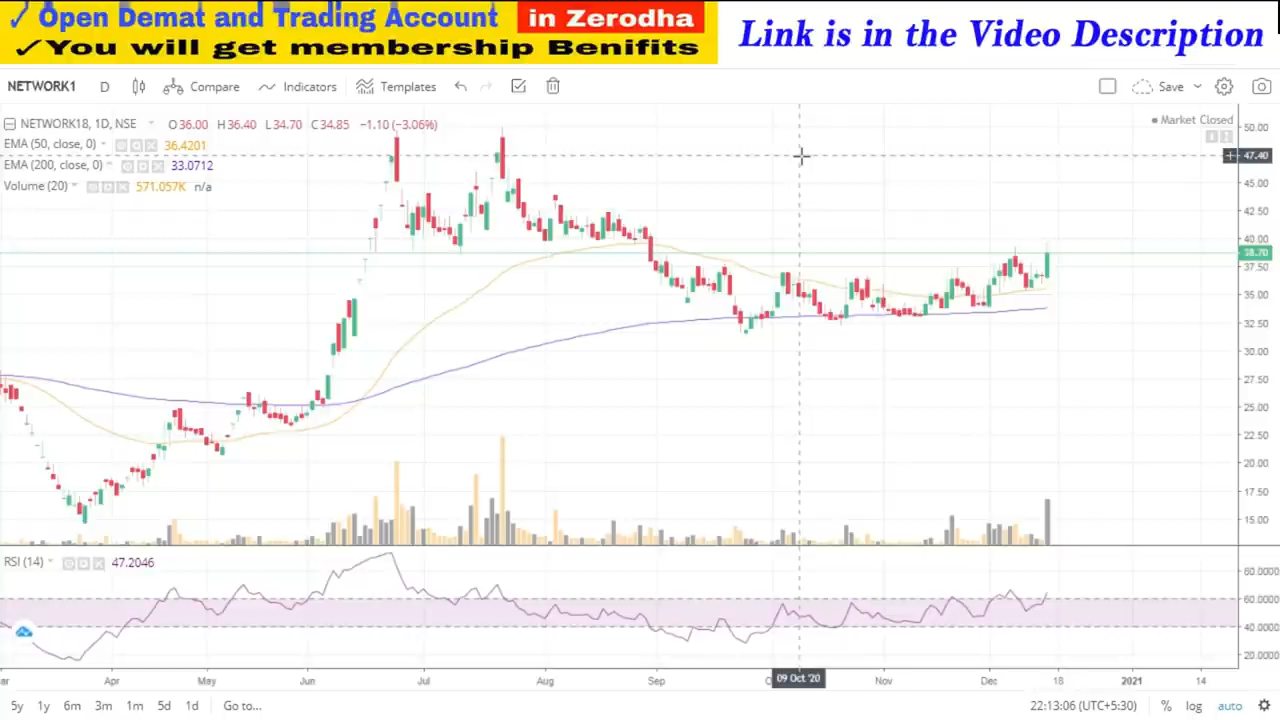 ✓ Open Demat and Trading Account in Zerodha
✓You will get membership Benifits
Link is in the Video Description
NETWORK1 D Compare Indicators Templates Save
NETWORK18, 1D, NSE O36.00 H36.40 L34.70 C34.85 −1.10 (−3.06%)
Market Closed
EMA (50, close, 0) 36.4201
EMA (200, close, 0) 33.0712
Volume (20) 571.057K n/a
50.00
47.40
45.00
42.50
40.00
38.70
37.50
35.00
32.50
30.00
27.50
25.00
22.50
20.00
17.50
15.00
RSI (14) 47.2046
60.0000
40.0000
20.0000
Apr May Jun Jul Aug Sep 09 Oct '20 Nov Dec 18 2021 14
5y 1y 6m 3m 1m 5d 1d Go to... 22:13:06 (UTC+5:30) % log auto